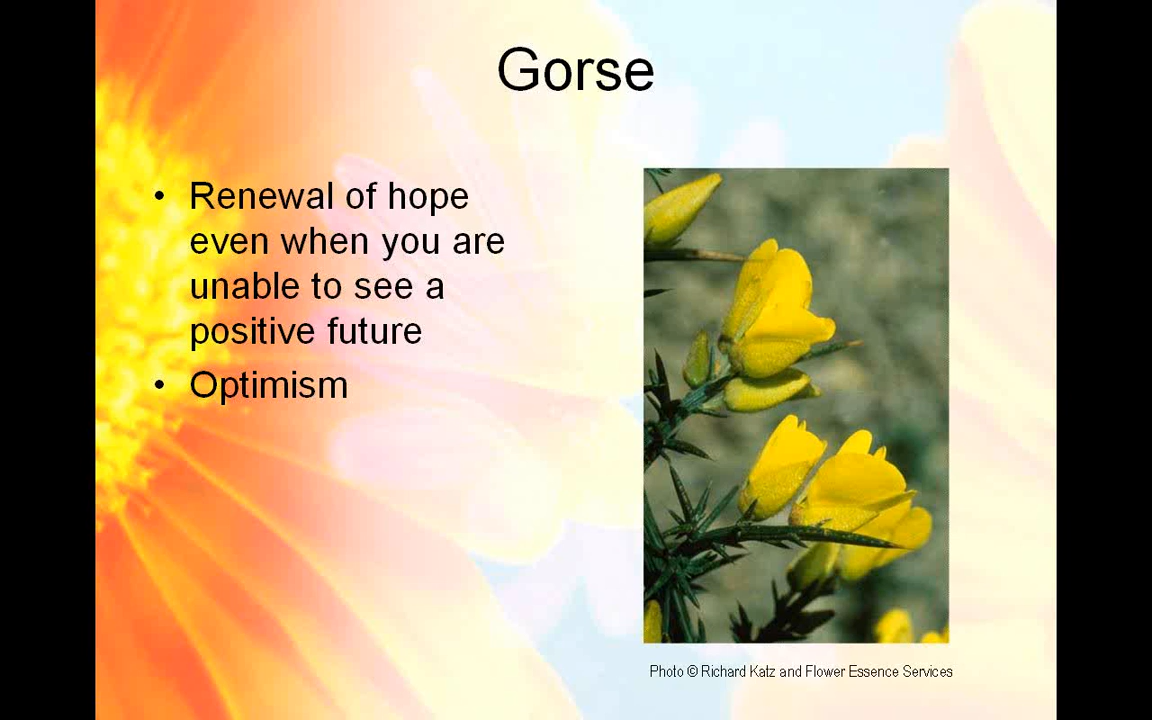 Gorse
• Renewal of hope
even when you are
unable to see a
positive future
• Optimism
Photo © Richard Katz and Flower Essence Services